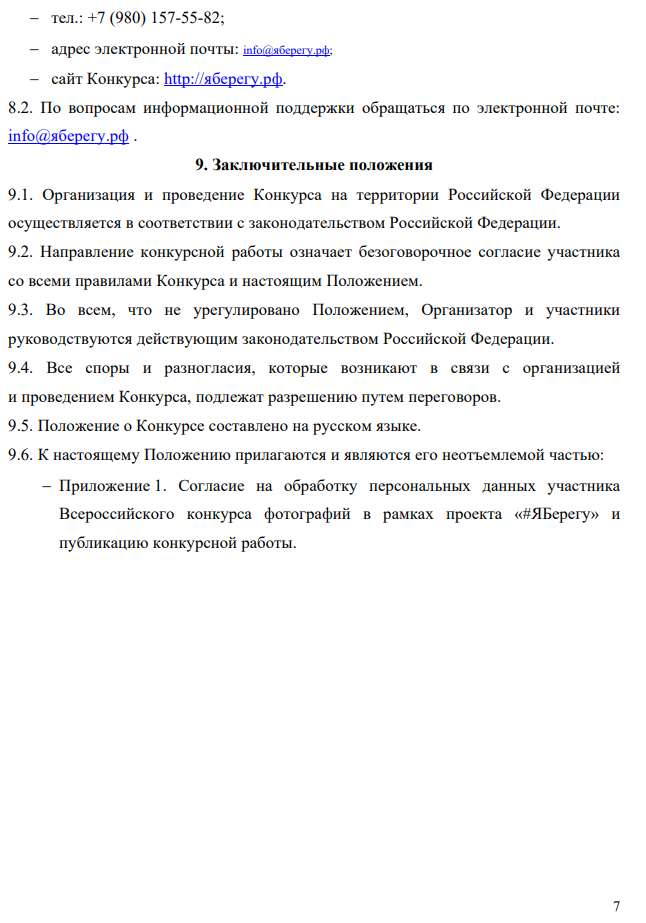 – тел.: +7 (980) 157-55-82;
– адрес электронной почты: info@яберегу.рф;
– сайт Конкурса: http://яберегу.рф.
8.2. По вопросам информационной поддержки обращаться по электронной почте:
info@яберегу.рф .
9. Заключительные положения
9.1. Организация и проведение Конкурса на территории Российской Федерации
осуществляется в соответствии с законодательством Российской Федерации.
9.2. Направление конкурсной работы означает безоговорочное согласие участника
со всеми правилами Конкурса и настоящим Положением.
9.3. Во всем, что не урегулировано Положением, Организатор и участники
руководствуются действующим законодательством Российской Федерации.
9.4. Все споры и разногласия, которые возникают в связи с организацией
и проведением Конкурса, подлежат разрешению путем переговоров.
9.5. Положение о Конкурсе составлено на русском языке.
9.6. К настоящему Положению прилагаются и являются его неотъемлемой частью:
– Приложение 1. Согласие на обработку персональных данных участника
Всероссийского конкурса фотографий в рамках проекта «#ЯБерегу» и
публикацию конкурсной работы.
7